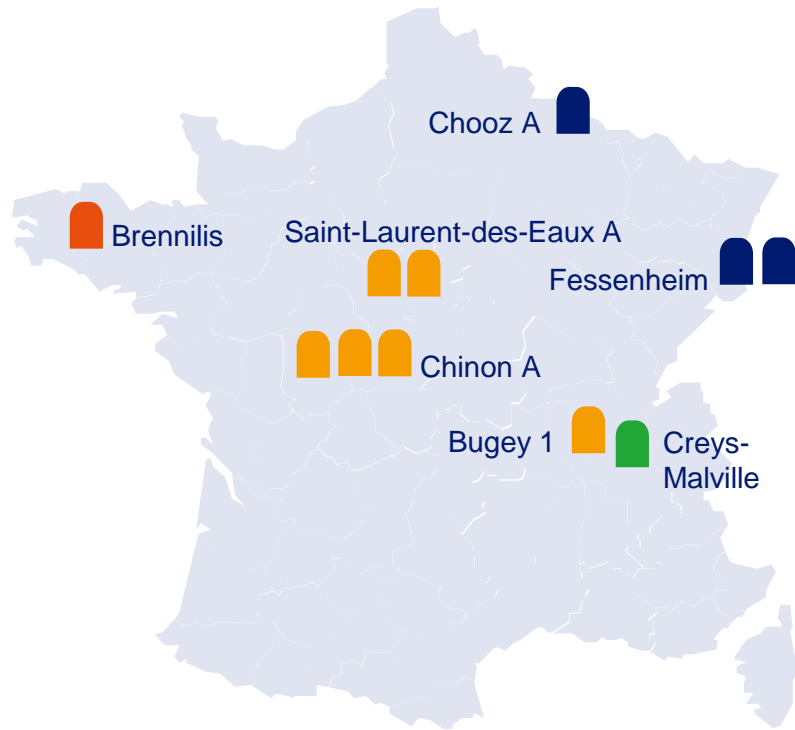 Chooz A
Brennilis
Saint-Laurent-des-Eaux A
Fessenheim
Chinon A
Bugey 1
Creys-
Malville